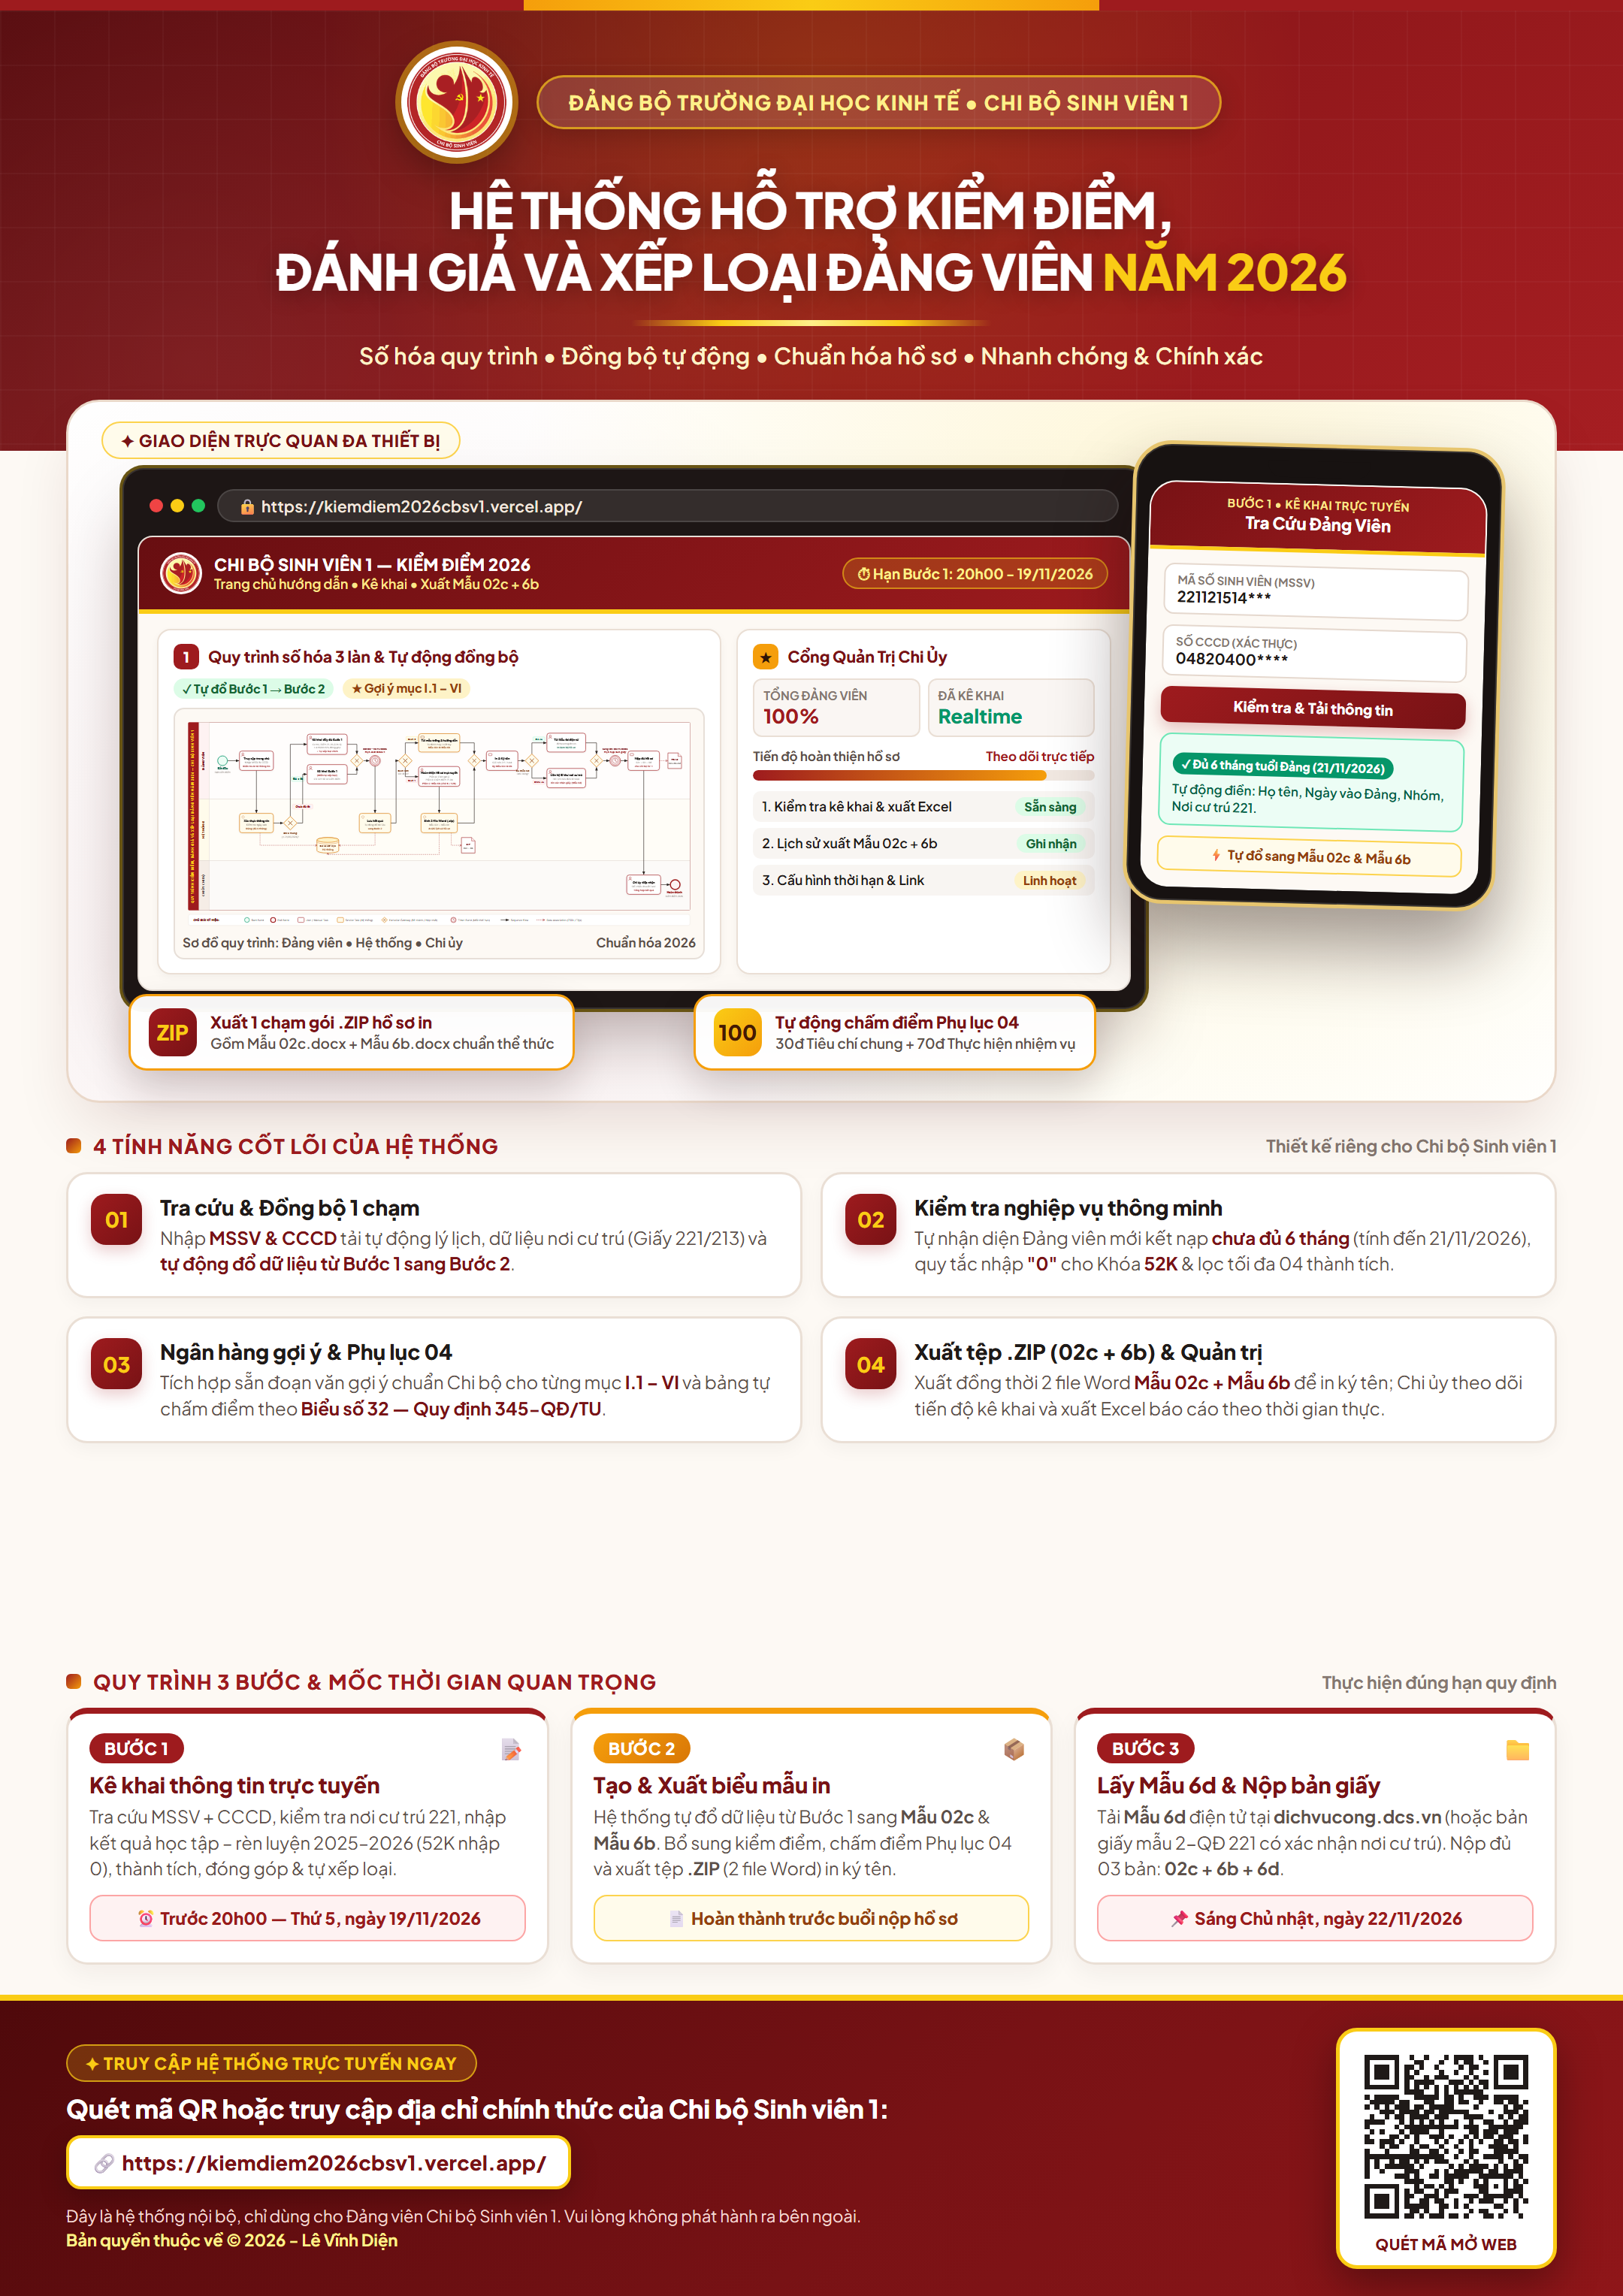 ĐẢNG BỘ TRƯỜNG ĐẠI HỌC KINH TẾ
CHI BỘ SINH VIÊN
ĐẢNG BỘ TRƯỜNG ĐẠI HỌC KINH TẾ ● CHI BỘ SINH VIÊN 1
HỆ THỐNG HỖ TRỢ KIỂM ĐIỂM,
ĐÁNH GIÁ VÀ XẾP LOẠI ĐẢNG VIÊN NĂM 2026
Số hóa quy trình ● Đồng bộ tự động ● Chuẩn hóa hồ sơ ● Nhanh chóng & Chính xác
✦ GIAO DIỆN TRỰC QUAN ĐA THIẾT BỊ
🔒 https://kiemdiem2026cbsv1.vercel.app/
CHI BỘ SINH VIÊN 1 — KIỂM ĐIỂM 2026
Trang chủ hướng dẫn ● Kê khai ● Xuất Mẫu 02c + 6b
⏱ Hạn Bước 1: 20h00 - 19/11/2026
1 Quy trình số hóa 3 làn & Tự động đồng bộ
✓ Tự đổ Bước 1 → Bước 2 ★ Gợi ý mục I.1 – VI
Sơ đồ quy trình: Đảng viên ● Hệ thống ● Chi ủy Chuẩn hóa 2026
★ Cổng Quản Trị Chi Ủy
TỔNG ĐẢNG VIÊN
100%
ĐÃ KÊ KHAI
Realtime
Tiến độ hoàn thiện hồ sơ Theo dõi trực tiếp
1. Kiểm tra kê khai & xuất Excel Sẵn sàng
2. Lịch sử xuất Mẫu 02c + 6b Ghi nhận
3. Cấu hình thời hạn & Link Linh hoạt
BƯỚC 1 ● KÊ KHAI TRỰC TUYẾN
Tra Cứu Đảng Viên
MÃ SỐ SINH VIÊN (MSSV)
221121514***
SỐ CCCD (XÁC THỰC)
04820400****
Kiểm tra & Tải thông tin
✓ Đủ 6 tháng tuổi Đảng (21/11/2026)
Tự động điền: Họ tên, Ngày vào Đảng, Nhóm,
Nơi cư trú 221.
⚡ Tự đổ sang Mẫu 02c & Mẫu 6b
ZIP
Xuất 1 chạm gói .ZIP hồ sơ in
Gồm Mẫu 02c.docx + Mẫu 6b.docx chuẩn thể thức
100
Tự động chấm điểm Phụ lục 04
30đ Tiêu chí chung + 70đ Thực hiện nhiệm vụ
4 TÍNH NĂNG CỐT LÕI CỦA HỆ THỐNG
Thiết kế riêng cho Chi bộ Sinh viên 1
01
Tra cứu & Đồng bộ 1 chạm
Nhập MSSV & CCCD tải tự động lý lịch, dữ liệu nơi cư trú (Giấy 221/213) và
tự động đổ dữ liệu từ Bước 1 sang Bước 2.
02
Kiểm tra nghiệp vụ thông minh
Tự nhận diện Đảng viên mới kết nạp chưa đủ 6 tháng (tính đến 21/11/2026),
quy tắc nhập "0" cho Khóa 52K & lọc tối đa 04 thành tích.
03
Ngân hàng gợi ý & Phụ lục 04
Tích hợp sẵn đoạn văn gợi ý chuẩn Chi bộ cho từng mục I.1 – VI và bảng tự
chấm điểm theo Biểu số 32 — Quy định 345-QĐ/TU.
04
Xuất tệp .ZIP (02c + 6b) & Quản trị
Xuất đồng thời 2 file Word Mẫu 02c + Mẫu 6b để in ký tên; Chi ủy theo dõi
tiến độ kê khai và xuất Excel báo cáo theo thời gian thực.
QUY TRÌNH 3 BƯỚC & MỐC THỜI GIAN QUAN TRỌNG
Thực hiện đúng hạn quy định
BƯỚC 1
Kê khai thông tin trực tuyến
Tra cứu MSSV + CCCD, kiểm tra nơi cư trú 221, nhập
kết quả học tập – rèn luyện 2025–2026 (52K nhập
0), thành tích, đóng góp & tự xếp loại.
⏰ Trước 20h00 — Thứ 5, ngày 19/11/2026
BƯỚC 2
Tạo & Xuất biểu mẫu in
Hệ thống tự đổ dữ liệu từ Bước 1 sang Mẫu 02c &
Mẫu 6b. Bổ sung kiểm điểm, chấm điểm Phụ lục 04
và xuất tệp .ZIP (2 file Word) in ký tên.
📄 Hoàn thành trước buổi nộp hồ sơ
BƯỚC 3
Lấy Mẫu 6d & Nộp bản giấy
Tải Mẫu 6d điện tử tại dichvucong.dcs.vn (hoặc bản
giấy mẫu 2-QĐ 221 có xác nhận nơi cư trú). Nộp đủ
03 bản: 02c + 6b + 6d.
📌 Sáng Chủ nhật, ngày 22/11/2026
✦ TRUY CẬP HỆ THỐNG TRỰC TUYẾN NGAY
Quét mã QR hoặc truy cập địa chỉ chính thức của Chi bộ Sinh viên 1:
🔗 https://kiemdiem2026cbsv1.vercel.app/
Đây là hệ thống nội bộ, chỉ dùng cho Đảng viên Chi bộ Sinh viên 1. Vui lòng không phát hành ra bên ngoài.
Bản quyền thuộc về © 2026 - Lê Vĩnh Diện
QUÉT MÃ MỞ WEB